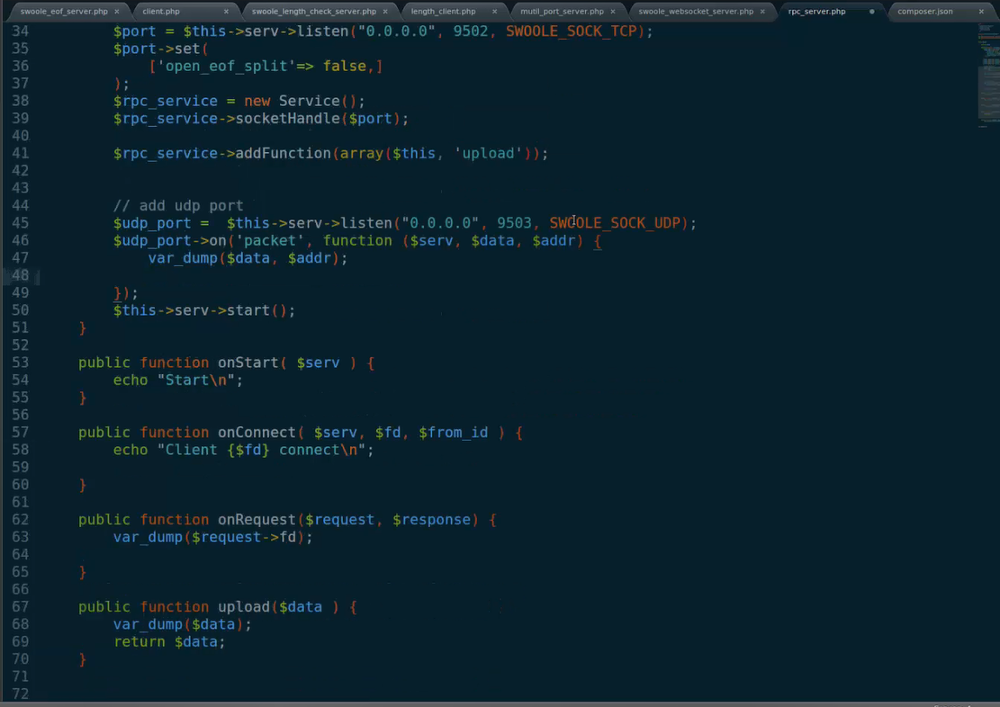 swoole_eof_server.php × client.php × swoole_length_check_server.php × length_client.php × mutil_port_server.php × swoole_websocket_server.php × rpc_server.php composer.json ×
34 $port = $this->serv->listen("0.0.0.0", 9502, SWOOLE_SOCK_TCP);
35 $port->set(
36 ['open_eof_split'=> false,]
37 );
38 $rpc_service = new Service();
39 $rpc_service->socketHandle($port);
40
41 $rpc_service->addFunction(array($this, 'upload'));
42
43
44 // add udp port
45 $udp_port =  $this->serv->listen("0.0.0.0", 9503, SWOOLE_SOCK_UDP);
46 $udp_port->on('packet', function ($serv, $data, $addr) {
47 var_dump($data, $addr);
48
49 });
50 $this->serv->start();
51 }
52
53 public function onStart( $serv ) {
54 echo "Start\n";
55 }
56
57 public function onConnect( $serv, $fd, $from_id ) {
58 echo "Client {$fd} connect\n";
59
60 }
61
62 public function onRequest($request, $response) {
63 var_dump($request->fd);
64
65 }
66
67 public function upload($data ) {
68 var_dump($data);
69 return $data;
70 }
71
72